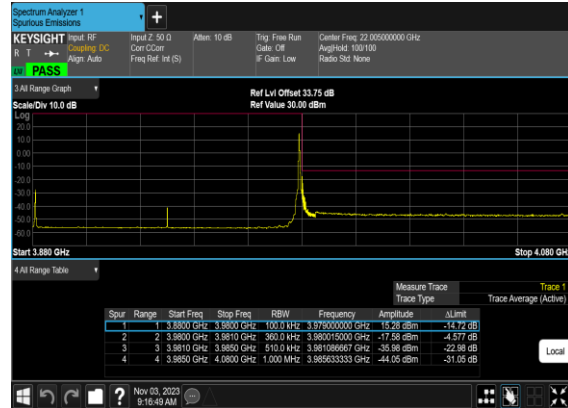 Spectrum Analyzer 1
Spurious Emissions
KEYSIGHT
R T
PASS
Input: RF
Coupling: DC
Align: Auto
Input Z: 50 Ω
Corr CCorr
Freq Ref: Int (S)
Atten: 10 dB
Trig: Free Run
Gate: Off
IF Gain: Low
Center Freq: 22.005000000 GHz
Avg|Hold: 100/100
Radio Std: None
3 All Range Graph
Scale/Div 10.0 dB
Ref Lvl Offset 33.75 dB
Ref Value 30.00 dBm
Log
20.0
10.0
0.00
-10.0
-20.0
-30.0
-40.0
-50.0
-60.0
Start 3.880 GHz
Stop 4.080 GHz
4 All Range Table
Measure Trace Trace 1
Trace Type Trace Average (Active)
Spur Range Start Freq Stop Freq RBW Frequency Amplitude ΔLimit
1 1 3.8800 GHz 3.9800 GHz 100.0 kHz 3.979000000 GHz 15.28 dBm -14.72 dB
2 2 3.9800 GHz 3.9810 GHz 360.0 kHz 3.980015000 GHz -17.58 dBm -4.577 dB
3 3 3.9810 GHz 3.9850 GHz 510.0 kHz 3.981086667 GHz -35.98 dBm -22.98 dB
4 4 3.9850 GHz 4.0800 GHz 1.000 MHz 3.985633333 GHz -44.05 dBm -31.05 dB
Local
?
Nov 03, 2023
9:16:49 AM